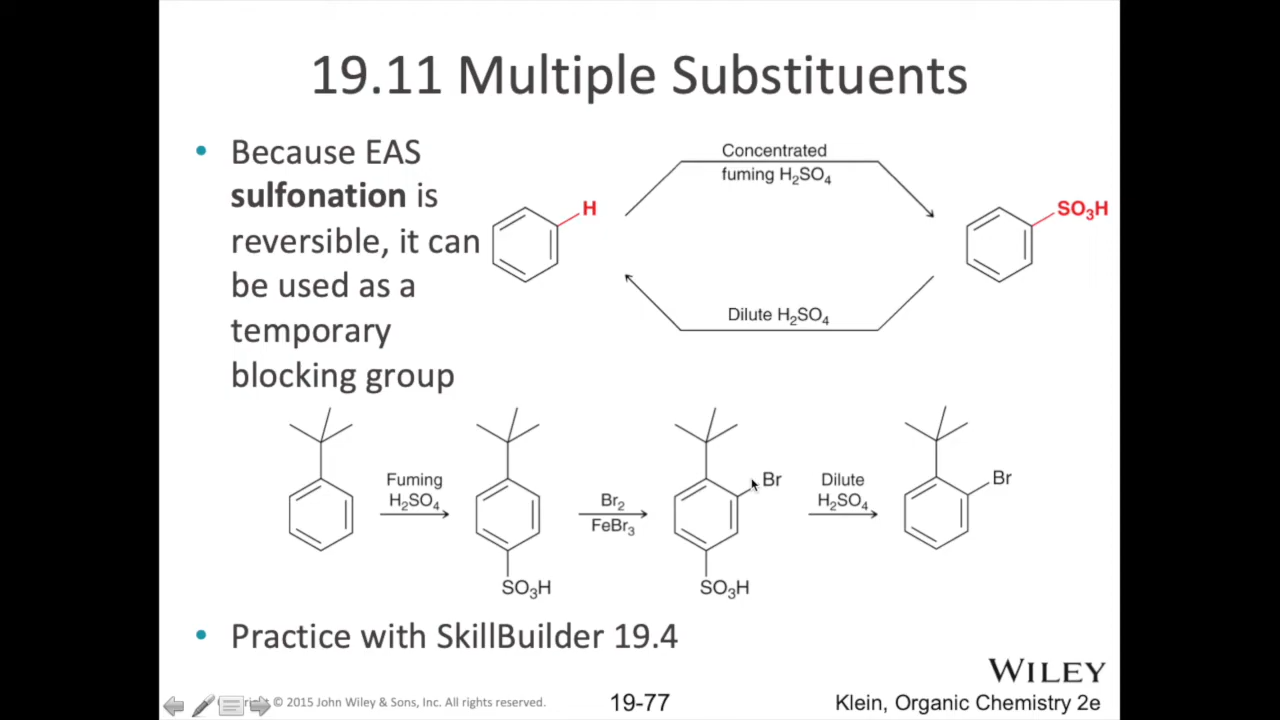 19.11 Multiple Substituents
• Because EAS
sulfonation is
reversible, it can
be used as a
temporary
blocking group
Concentrated
fuming H₂SO₄
H
SO₃H
Dilute H₂SO₄
Fuming
H₂SO₄
SO₃H
Br₂
FeBr₃
Br
SO₃H
Dilute
H₂SO₄
Br
• Practice with SkillBuilder 19.4
WILEY
© 2015 John Wiley & Sons, Inc. All rights reserved.
19-77
Klein, Organic Chemistry 2e